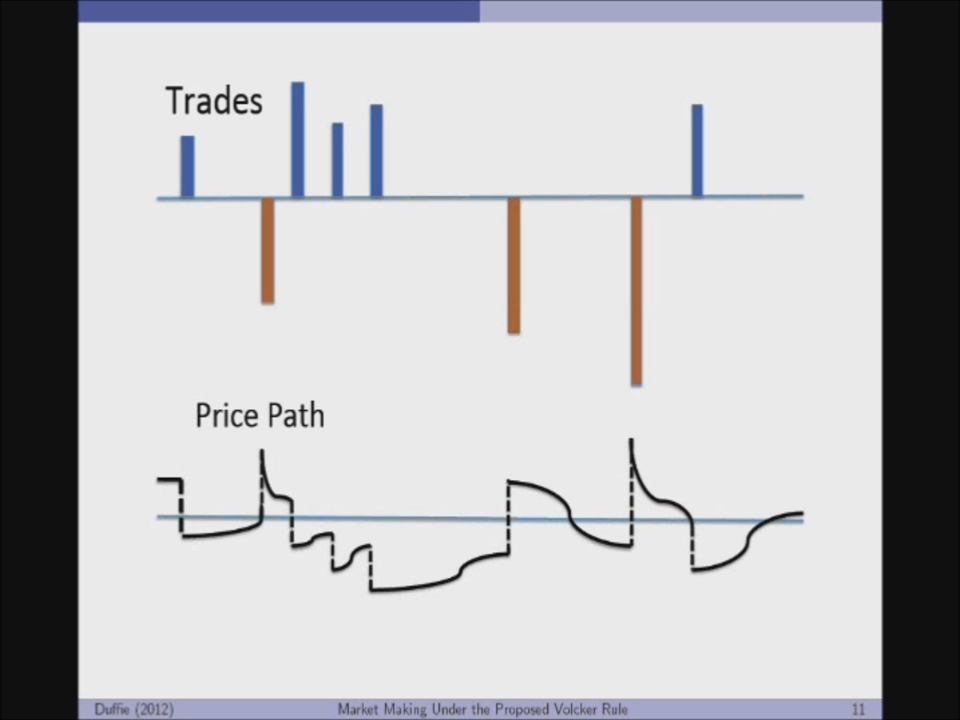 Trades
Price Path
Duffie (2012)
Market Making Under the Proposed Volcker Rule
11